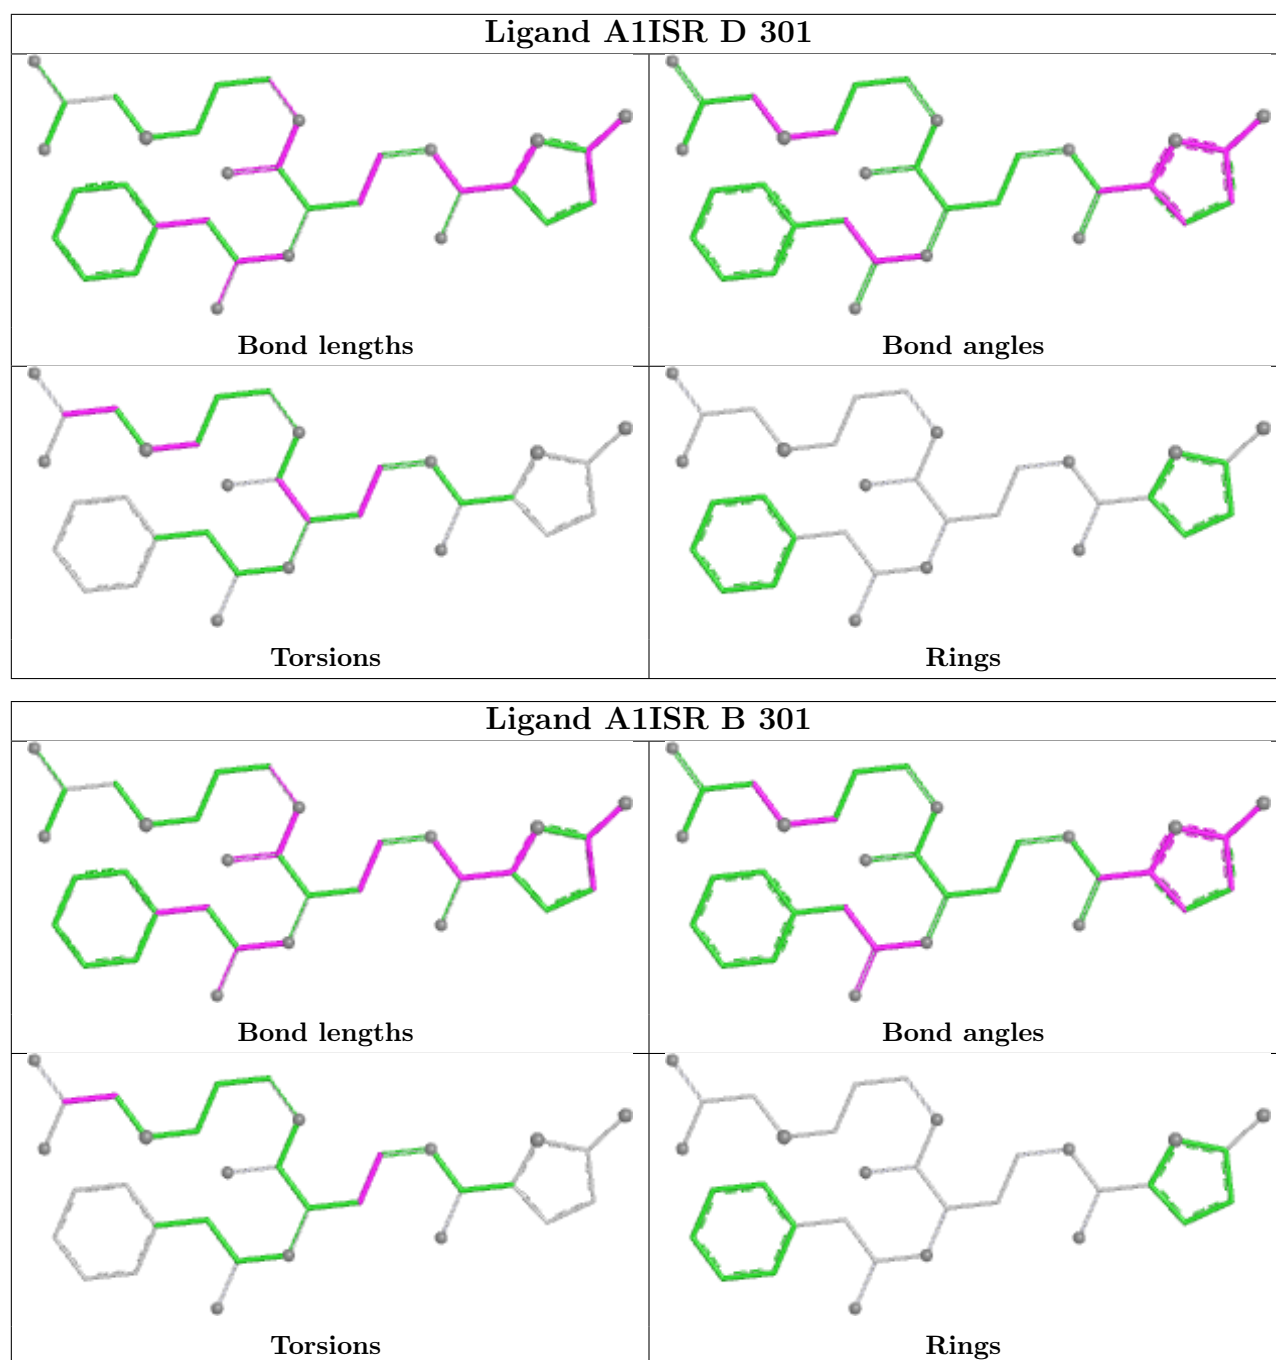 Ligand A1ISR D 301
Bond lengths
Bond angles
Torsions
Rings
Ligand A1ISR B 301
Bond lengths
Bond angles
Torsions
Rings